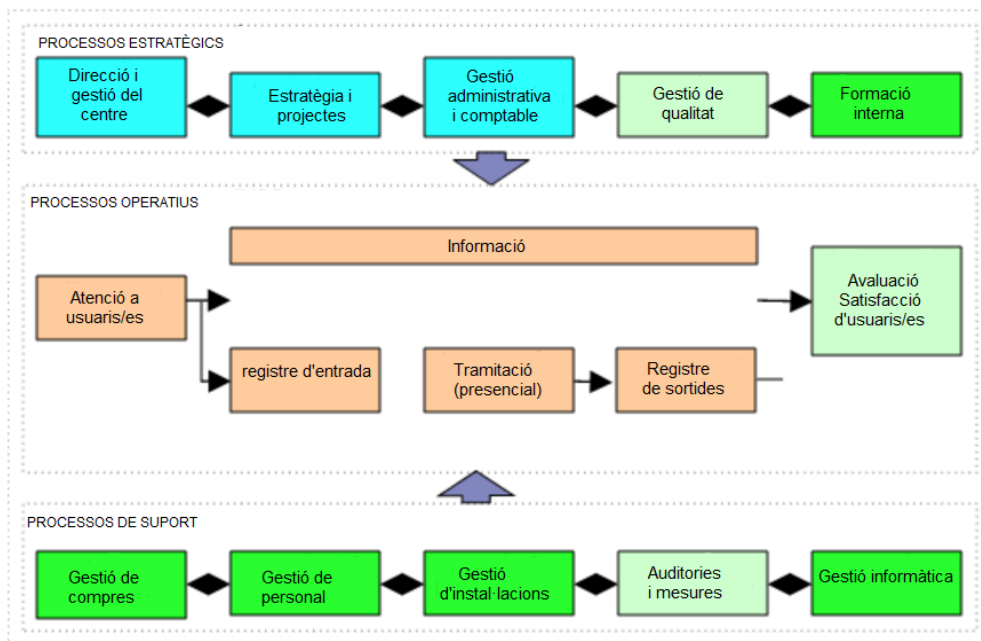 PROCESSOS ESTRATÈGICS
Direcció i
gestió del
centre
Estratègia i
projectes
Gestió
administrativa
i comptable
Gestió de
qualitat
Formació
interna
PROCESSOS OPERATIUS
Informació
Atenció a
usuaris/es
Avaluació
Satisfacció
d'usuaris/es
registre d'entrada
Tramitació
(presencial)
Registre
de sortides
PROCESSOS DE SUPORT
Gestió de
compres
Gestió de
personal
Gestió
d'instal·lacions
Auditories
i mesures
Gestió informàtica